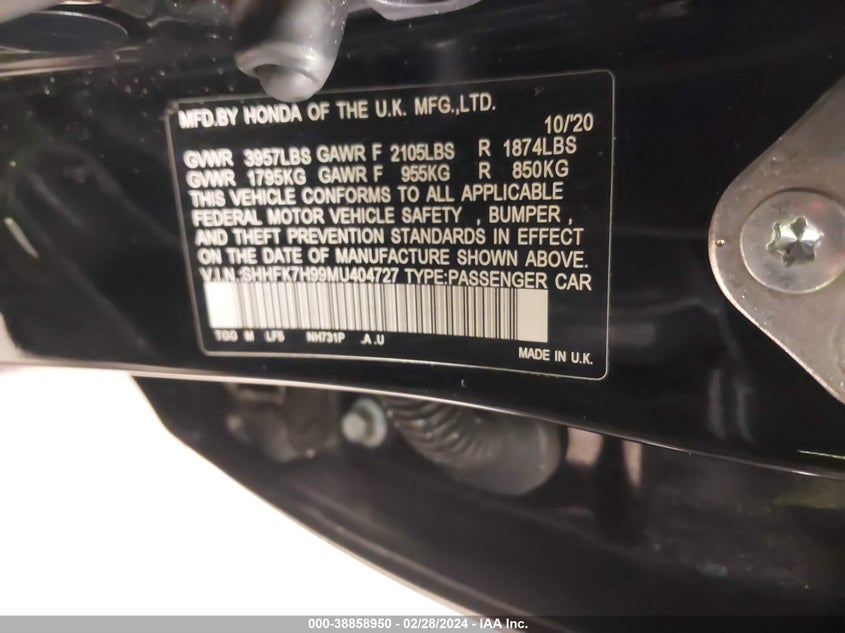 MFD.BY HONDA OF THE U.K. MFG.,LTD.
10/'20
GVWR 3957LBS GAWR F 2105LBS R 1874LBS
GVWR 1795KG GAWR F 955KG R 850KG
THIS VEHICLE CONFORMS TO ALL APPLICABLE
FEDERAL MOTOR VEHICLE SAFETY , BUMPER ,
AND THEFT PREVENTION STANDARDS IN EFFECT
ON THE DATE OF MANUFACTURE SHOWN ABOVE.
V.I.N.:SHHFK7H99MU404727 TYPE:PASSENGER CAR
TGG M LF5 NH731P .A .U
MADE IN U.K.
000-38858950 - 02/28/2024 - IAA Inc.